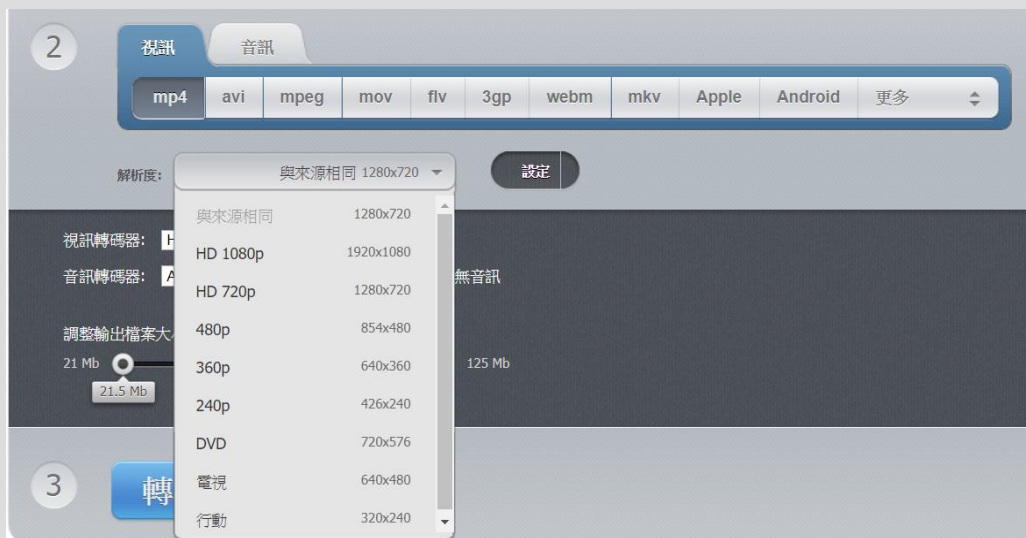 2
視訊 音訊
mp4 avi mpeg mov flv 3gp webm mkv Apple Android 更多
解析度: 與來源相同 1280x720 設定
與來源相同 1280x720
HD 1080p 1920x1080
HD 720p 1280x720
480p 854x480
360p 640x360
240p 426x240
DVD 720x576
電視 640x480
行動 320x240
視訊轉碼器: H
音訊轉碼器: A
無音訊
調整輸出檔案大
21 Mb 125 Mb
21.5 Mb
3 轉